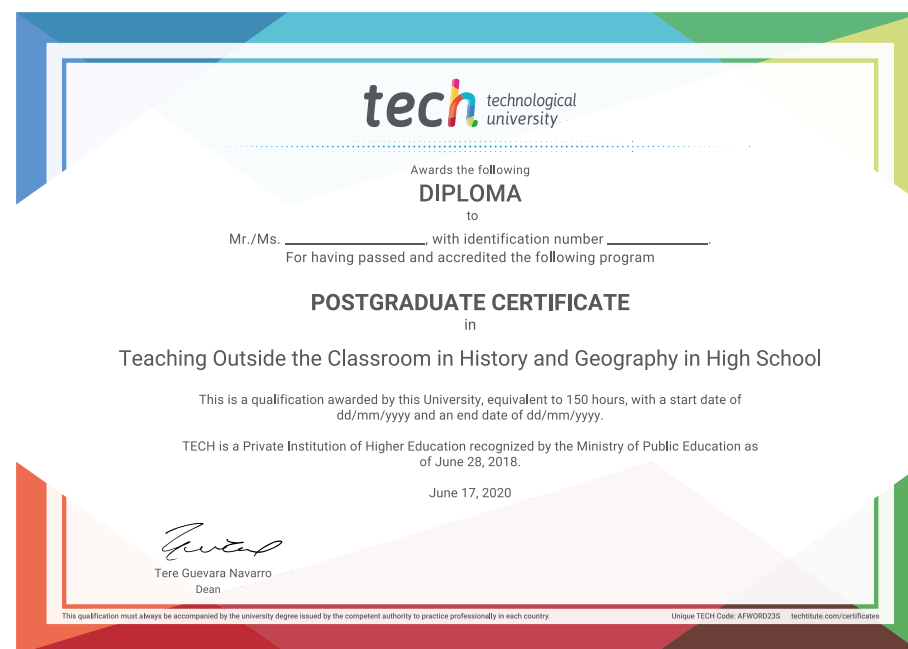 tech technological
university
Awards the following
DIPLOMA
to
Mr./Ms. ____________, with identification number ____________.
For having passed and accredited the following program
POSTGRADUATE CERTIFICATE
in
Teaching Outside the Classroom in History and Geography in High School
This is a qualification awarded by this University, equivalent to 150 hours, with a start date of
dd/mm/yyyy and an end date of dd/mm/yyyy.
TECH is a Private Institution of Higher Education recognized by the Ministry of Public Education as
of June 28, 2018.
June 17, 2020
Tere Guevara Navarro
Dean
This qualification must always be accompanied by the university degree issued by the competent authority to practice professionally in each country.
Unique TECH Code: AFWORD23S techtitute.com/certificates